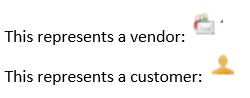 This represents a vendor:
This represents a customer: